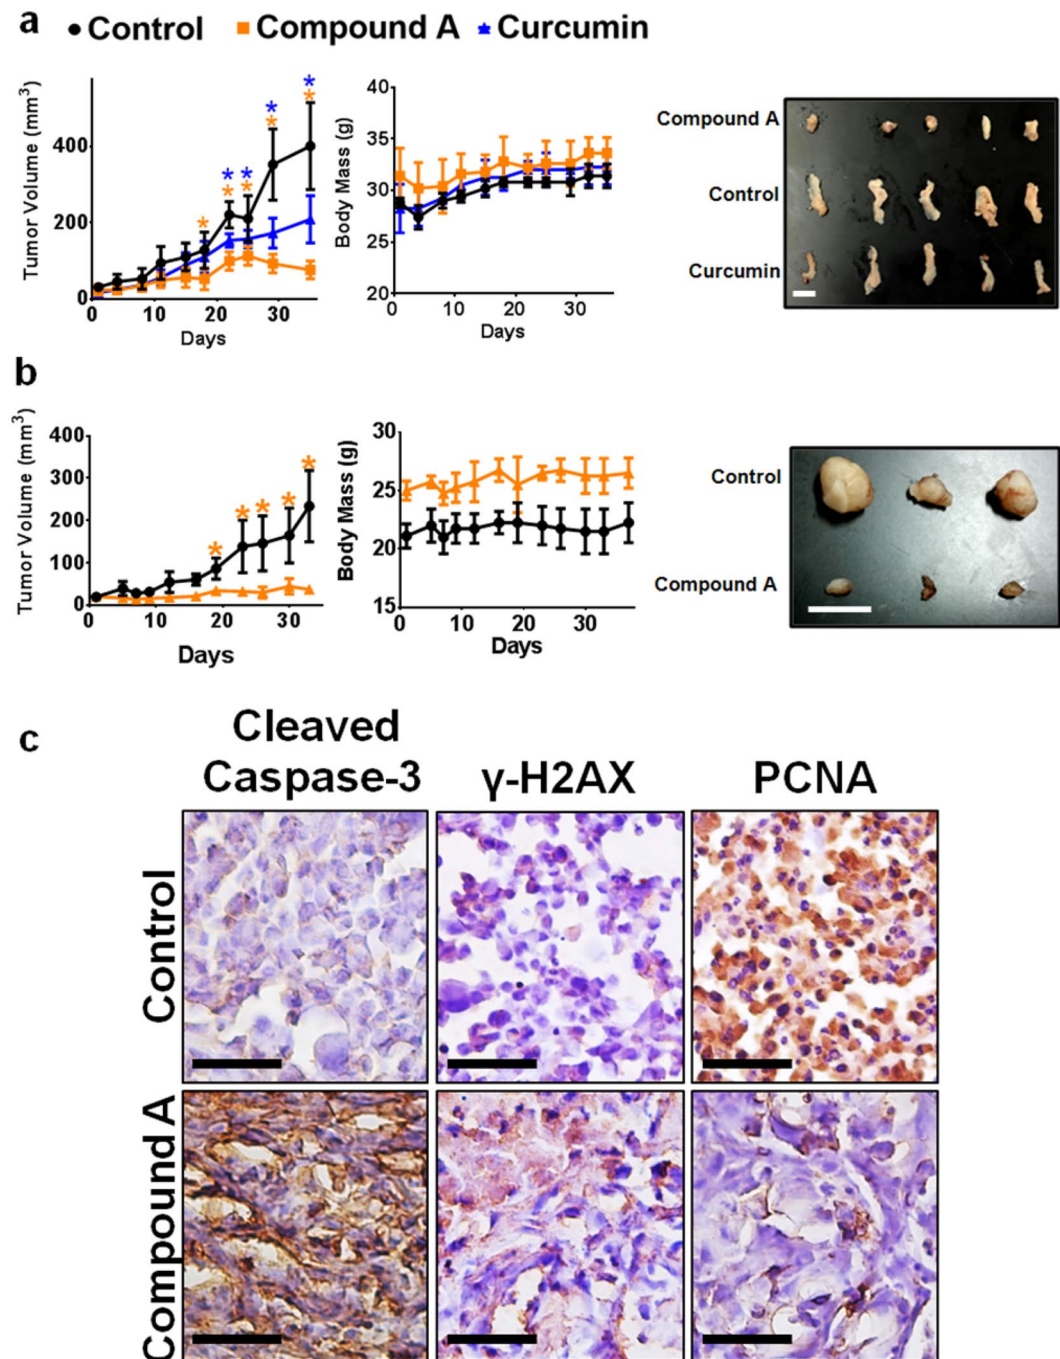 a
Control Compound A Curcumin
Tumor Volume (mm³)
400
200
0
0 10 20 30
Days
Body Mass (g)
40
35
30
25
20
0 10 20 30
Days
Compound A
Control
Curcumin
b
Tumor Volume (mm³)
400
300
200
100
0
0 10 20 30
Days
Body Mass (g)
30
25
20
15
0 10 20 30
Days
Control
Compound A
c
Cleaved
Caspase-3 γ-H2AX PCNA
Control
Compound A